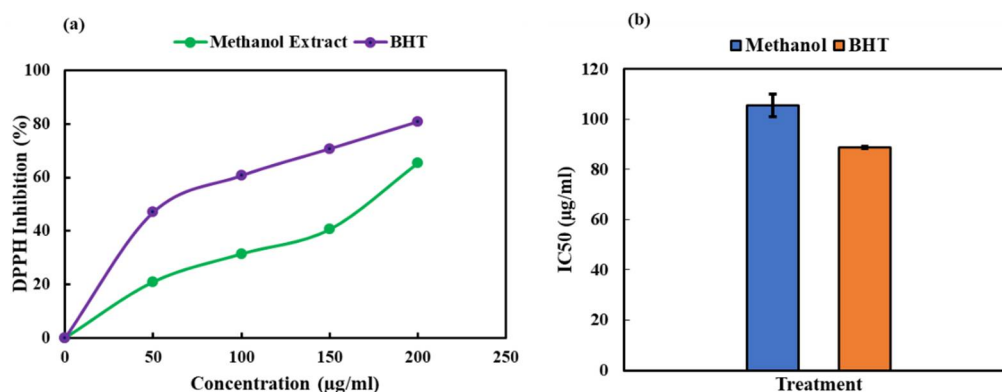 (a)
Methanol Extract BHT
DPPH Inhibition (%)
100
80
60
40
20
0
0 50 100 150 200 250
Concentration (µg/ml)
(b)
Methanol BHT
IC50 (µg/ml)
120
100
80
60
40
20
0
Treatment